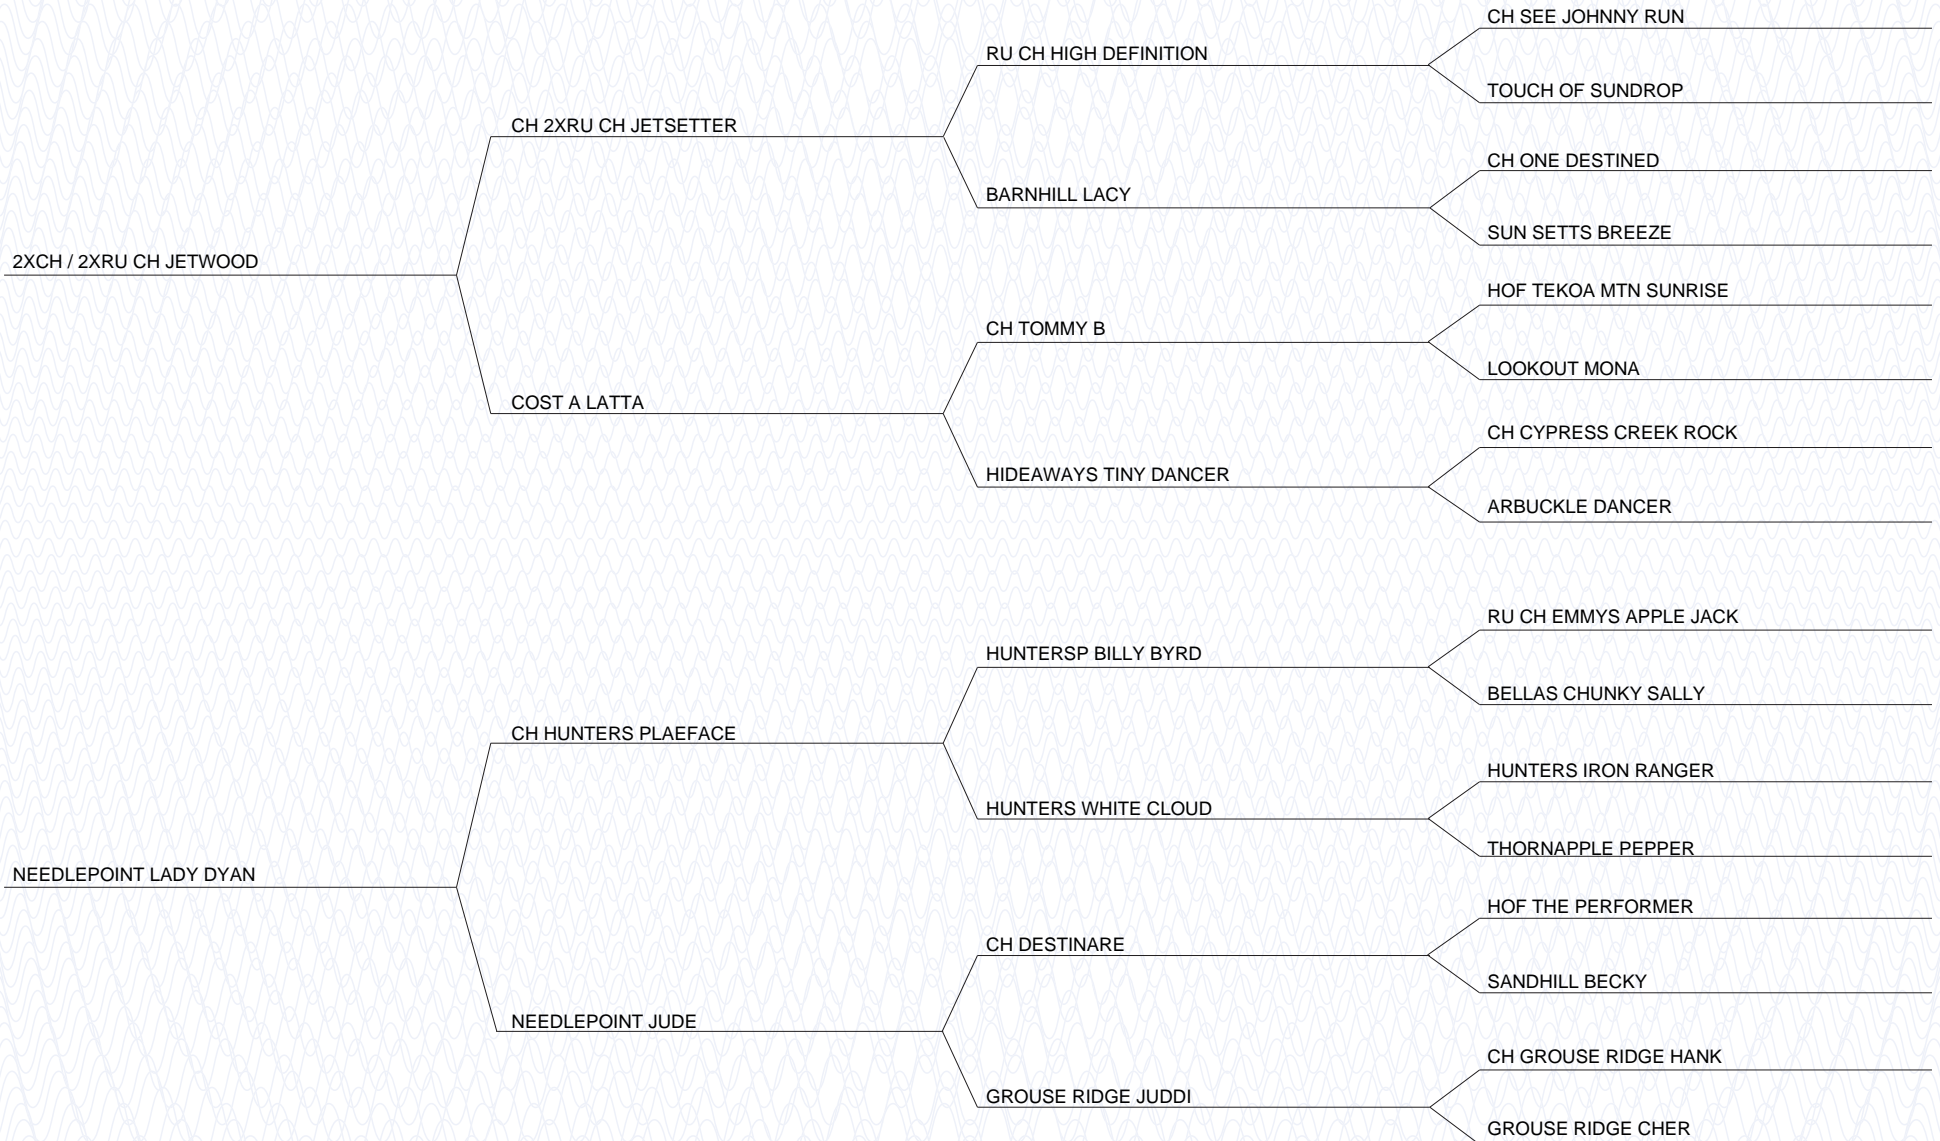 CH SEE JOHNNY RUN
RU CH HIGH DEFINITION
TOUCH OF SUNDROP
CH 2XRU CH JETSETTER
CH ONE DESTINED
BARNHILL LACY
SUN SETTS BREEZE
2XCH / 2XRU CH JETWOOD
HOF TEKOA MTN SUNRISE
CH TOMMY B
LOOKOUT MONA
COST A LATTA
CH CYPRESS CREEK ROCK
HIDEAWAYS TINY DANCER
ARBUCKLE DANCER
RU CH EMMYS APPLE JACK
HUNTERSP BILLY BYRD
BELLAS CHUNKY SALLY
CH HUNTERS PLAEFACE
HUNTERS IRON RANGER
HUNTERS WHITE CLOUD
THORNAPPLE PEPPER
NEEDLEPOINT LADY DYAN
HOF THE PERFORMER
CH DESTINARE
SANDHILL BECKY
NEEDLEPOINT JUDE
CH GROUSE RIDGE HANK
GROUSE RIDGE JUDDI
GROUSE RIDGE CHER